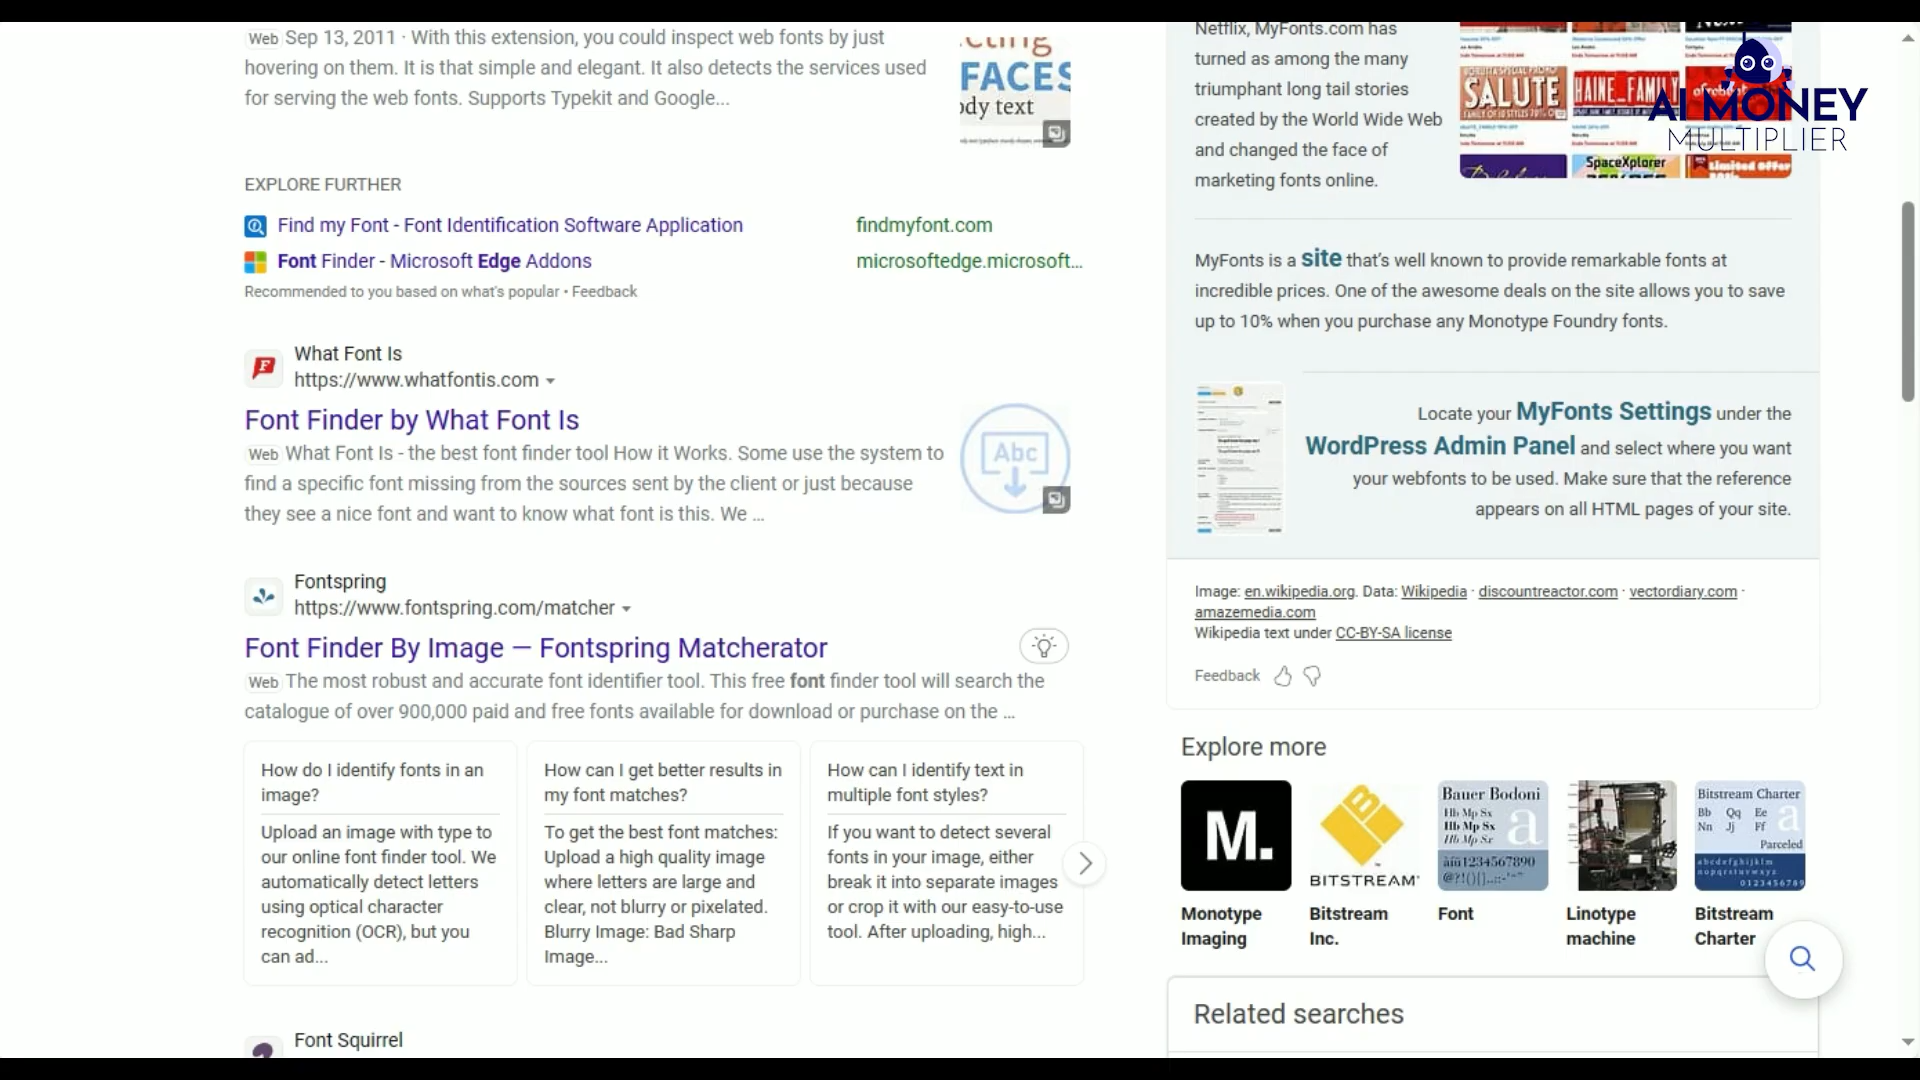 Web Sep 13, 2011 · With this extension, you could inspect web fonts by just
hovering on them. It is that simple and elegant. It also detects the services used
for serving the web fonts. Supports Typekit and Google...
FACES
ody text
EXPLORE FURTHER
Find my Font - Font Identification Software Application findmyfont.com
Font Finder - Microsoft Edge Addons microsoftedge.microsoft...
Recommended to you based on what's popular • Feedback
What Font Is
https://www.whatfontis.com
Font Finder by What Font Is
Web What Font Is - the best font finder tool How it Works. Some use the system to
find a specific font missing from the sources sent by the client or just because
they see a nice font and want to know what font is this. We ...
Abc
Fontspring
https://www.fontspring.com/matcher
Font Finder By Image — Fontspring Matcherator
Web The most robust and accurate font identifier tool. This free font finder tool will search the
catalogue of over 900,000 paid and free fonts available for download or purchase on the ...
How do I identify fonts in an
image?
Upload an image with type to
our online font finder tool. We
automatically detect letters
using optical character
recognition (OCR), but you
can ad...
How can I get better results in
my font matches?
To get the best font matches:
Upload a high quality image
where letters are large and
clear, not blurry or pixelated.
Blurry Image: Bad Sharp
Image...
How can I identify text in
multiple font styles?
If you want to detect several
fonts in your image, either
break it into separate images
or crop it with our easy-to-use
tool. After uploading, high...
Font Squirrel
Netflix, MyFonts.com has
turned as among the many
triumphant long tail stories
created by the World Wide Web
and changed the face of
marketing fonts online.
SALUTE
HAINE_FAMILY
SpaceXplorer
Limited Offer
AI MONEY
MULTIPLIER
MyFonts is a site that's well known to provide remarkable fonts at
incredible prices. One of the awesome deals on the site allows you to save
up to 10% when you purchase any Monotype Foundry fonts.
Locate your MyFonts Settings under the
WordPress Admin Panel and select where you want
your webfonts to be used. Make sure that the reference
appears on all HTML pages of your site.
Image: en.wikipedia.org. Data: Wikipedia · discountreactor.com · vectordiary.com ·
amazemedia.com
Wikipedia text under CC-BY-SA license
Feedback
Explore more
M.
BITSTREAM
Bauer Bodoni
Hb Mp Sx
Hb Mp Sx
Hb Mp Sx
a
Bitstream Charter
Bb Qq Ee
Nn Jj Ff
a
Parceled
Monotype
Imaging
Bitstream
Inc.
Font
Linotype
machine
Bitstream
Charter
Related searches